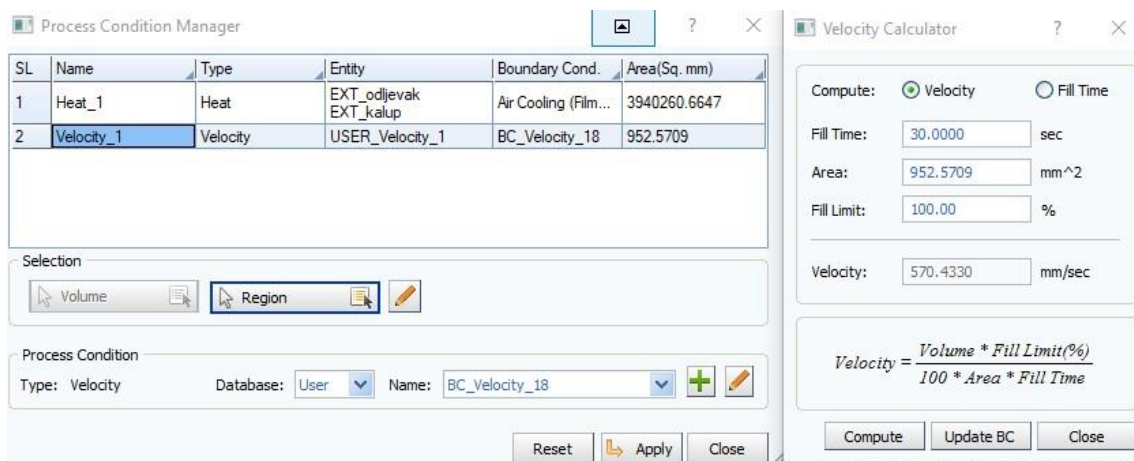 Process Condition Manager ?
SL Name Type Entity Boundary Cond. Area(Sq. mm)
1 Heat_1 Heat EXT_odljevak Air Cooling (Film... 3940260.6647
EXT_kalup
2 Velocity_1 Velocity USER_Velocity_1 BC_Velocity_18 952.5709
Selection
Volume Region
Process Condition
Type: Velocity Database: User Name: BC_Velocity_18
Reset Apply Close
Velocity Calculator ?
Compute: Velocity Fill Time
Fill Time: 30.0000 sec
Area: 952.5709 mm^2
Fill Limit: 100.00 %
Velocity: 570.4330 mm/sec
Velocity = Volume * Fill Limit(%)
100 * Area * Fill Time
Compute Update BC Close